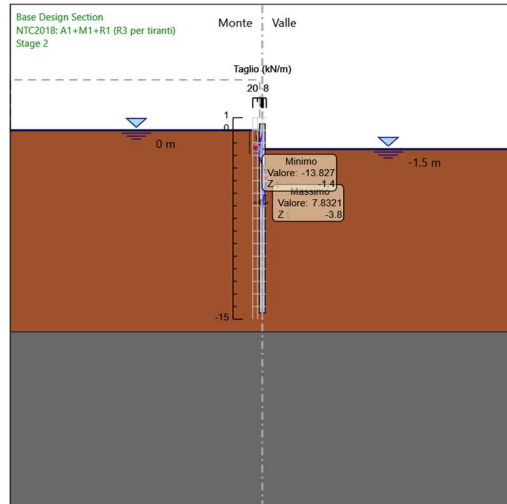 Base Design Section
NTC2018: A1+M1+R1 (R3 per tiranti)
Stage 2
Monte
Valle
Taglio (kN/m)
20
-8
1
0
0 m
-1.5 m
Minimo
Valore: -13.827
Z :
-1.4
Massimo
Valore: 7.8321
Z :
-3.8
-15